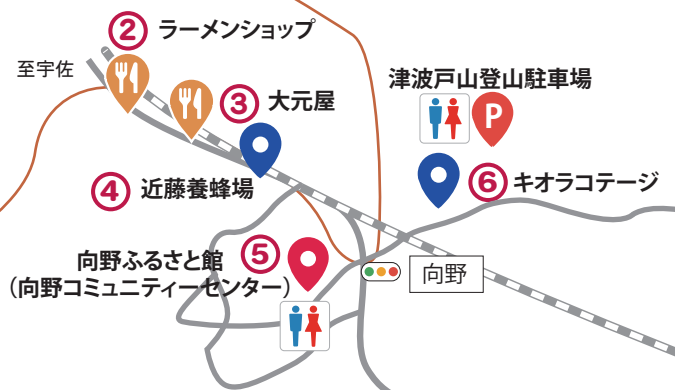 ② ラーメンショップ
至宇佐
③ 大元屋
津波戸山登山駐車場
P
④ 近藤養蜂場
⑥ キオラコテージ
向野ふるさと館 ⑤
（向野コミュニティーセンター）
向野